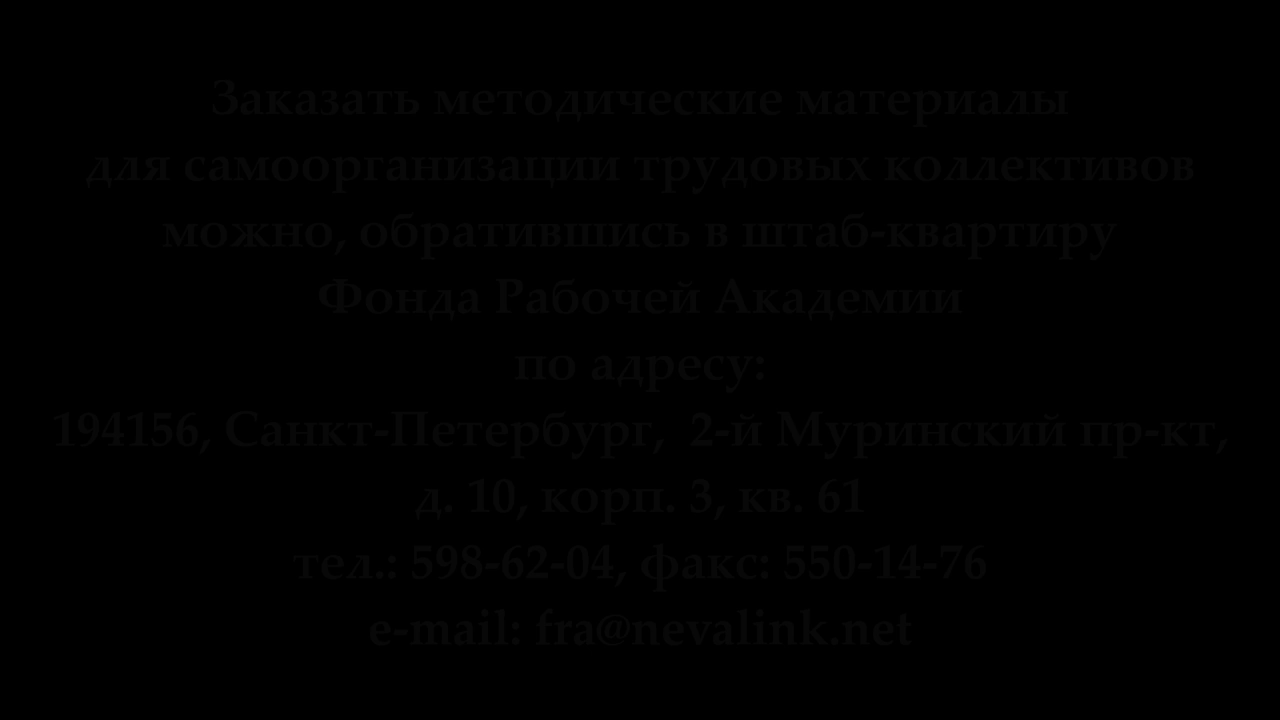 Заказать методические материалы
для самоорганизации трудовых коллективов
можно, обратившись в штаб-квартиру
Фонда Рабочей Академии
по адресу:
194156, Санкт-Петербург, 2-й Муринский пр-кт,
д. 10, корп. 3, кв. 61
тел.: 598-62-04, факс: 550-14-76
e-mail: fra@nevalink.net